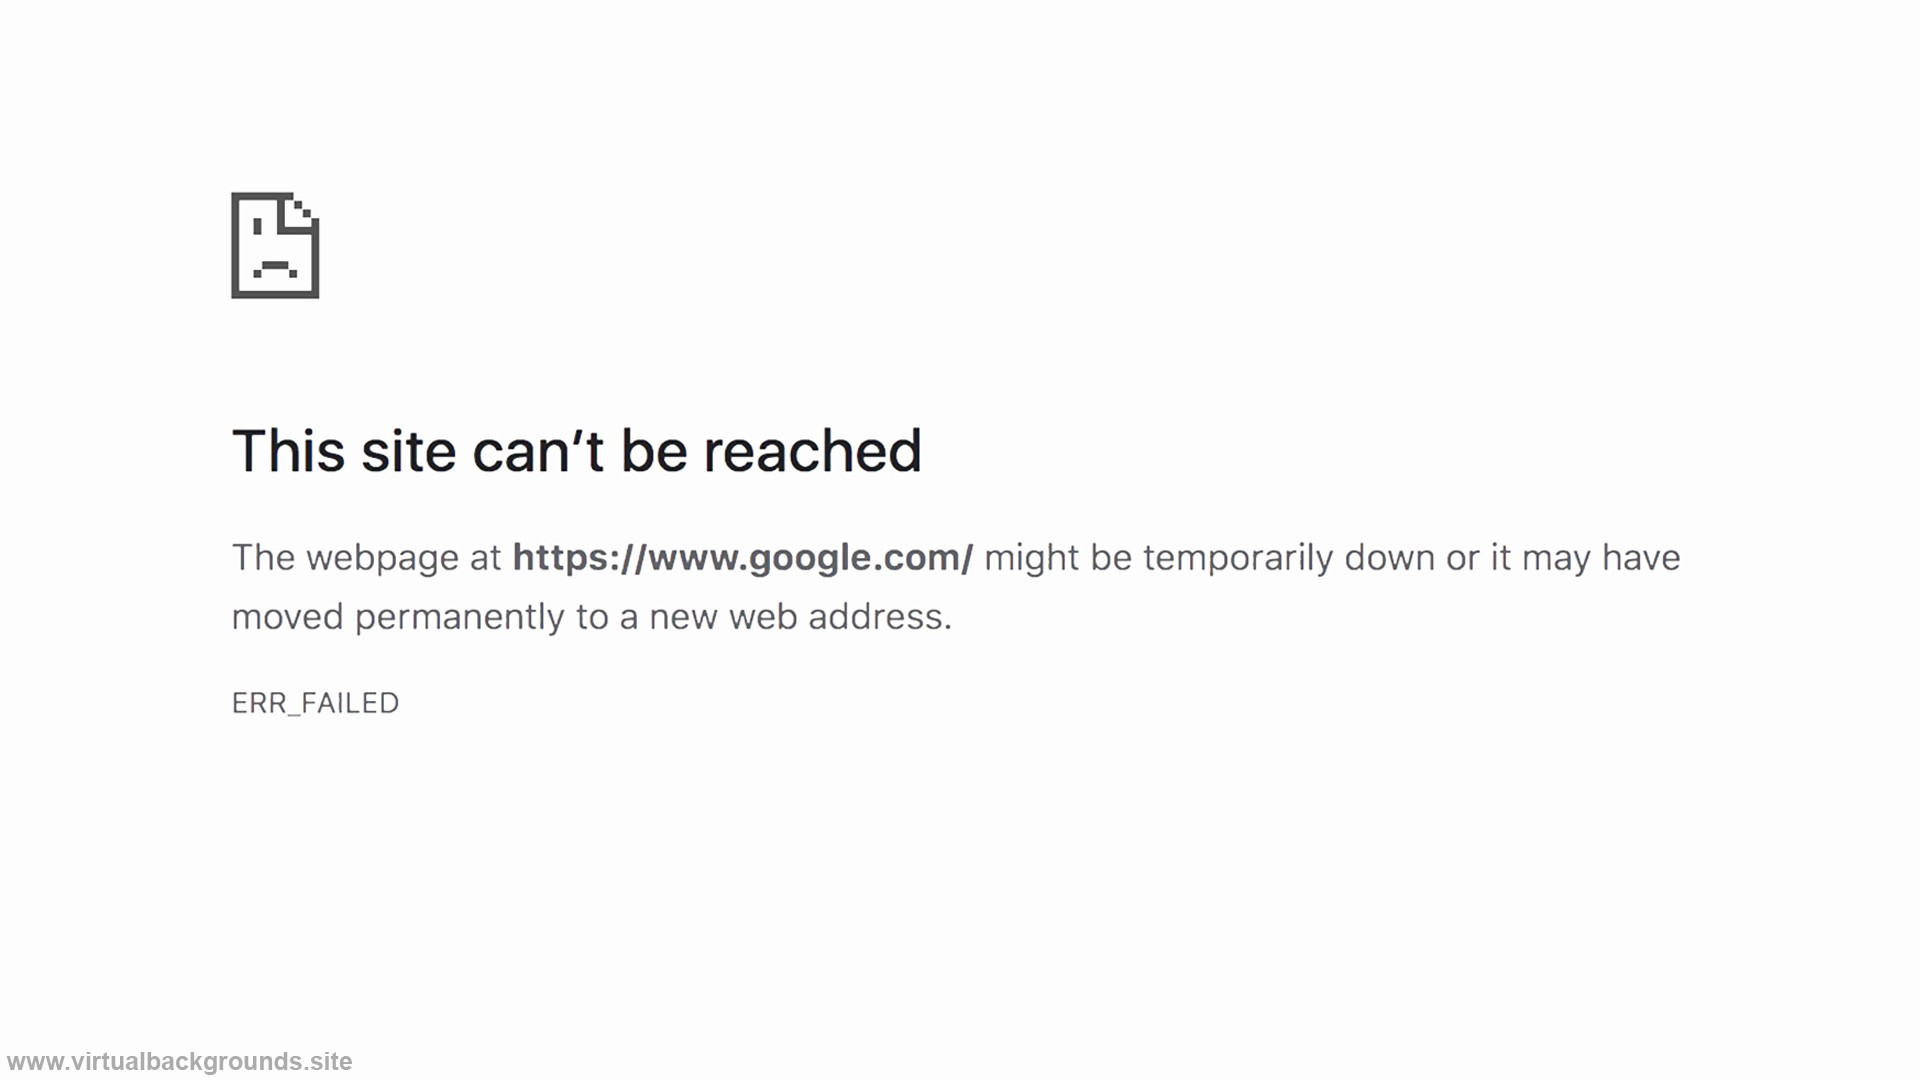 This site can’t be reached
The webpage at https://www.google.com/ might be temporarily down or it may have
moved permanently to a new web address.
ERR_FAILED
www.virtualbackgrounds.site